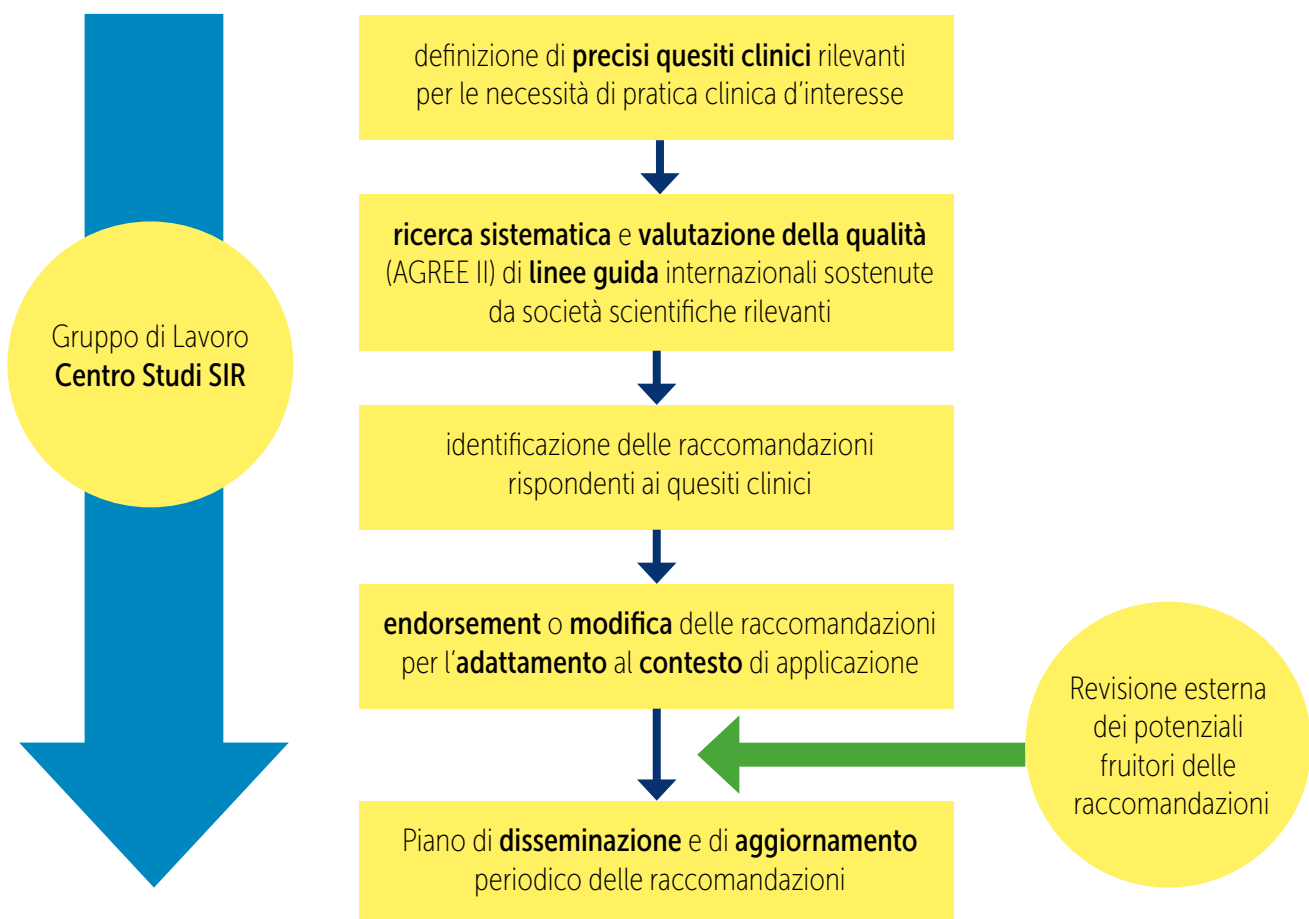 definizione di precisi quesiti clinici rilevanti
per le necessità di pratica clinica d'interesse
ricerca sistematica e valutazione della qualità
(AGREE II) di linee guida internazionali sostenute
da società scientifiche rilevanti
Gruppo di Lavoro
Centro Studi SIR
identificazione delle raccomandazioni
rispondenti ai quesiti clinici
endorsement o modifica delle raccomandazioni
per l'adattamento al contesto di applicazione
Revisione esterna
dei potenziali
fruitori delle
raccomandazioni
Piano di disseminazione e di aggiornamento
periodico delle raccomandazioni